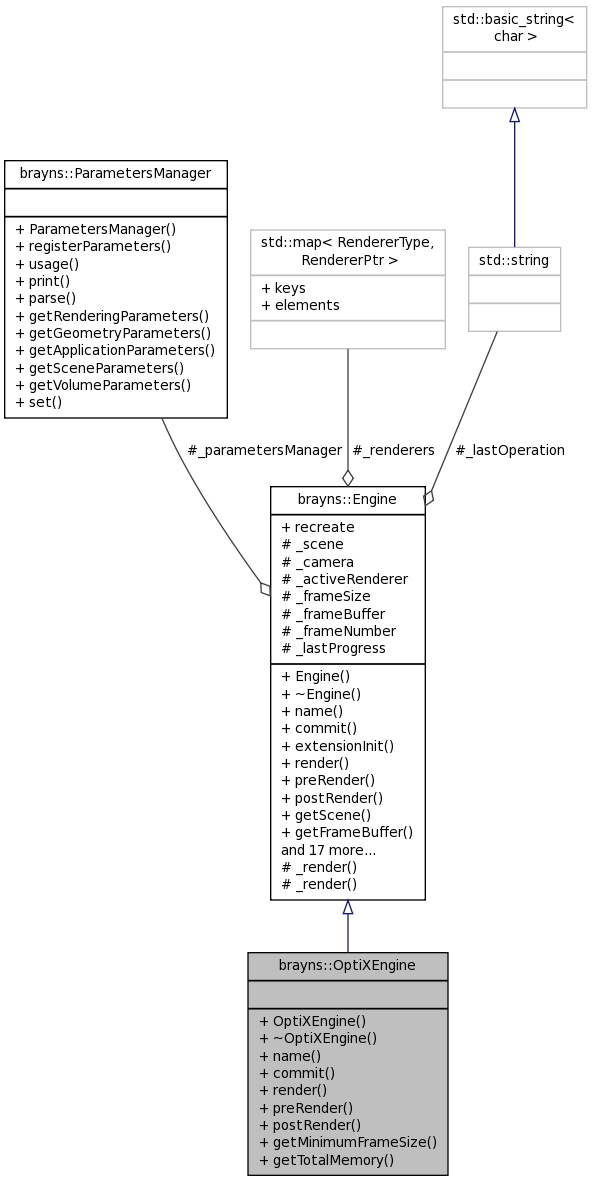 std::basic_string<
char >
brayns::ParametersManager
+ ParametersManager()
+ registerParameters()
+ usage()
+ print()
+ parse()
+ getRenderingParameters()
+ getGeometryParameters()
+ getApplicationParameters()
+ getSceneParameters()
+ getVolumeParameters()
+ set()
std::map< RendererType,
RendererPtr >
+ keys
+ elements
std::string
#_parametersManager
#_renderers
#_lastOperation
brayns::Engine
+ recreate
# _scene
# _camera
# _activeRenderer
# _frameSize
# _frameBuffer
# _frameNumber
# _lastProgress
+ Engine()
+ ~Engine()
+ name()
+ commit()
+ extensionInit()
+ render()
+ preRender()
+ postRender()
+ getScene()
+ getFrameBuffer()
and 17 more...
# _render()
# _render()
brayns::OptiXEngine
+ OptiXEngine()
+ ~OptiXEngine()
+ name()
+ commit()
+ render()
+ preRender()
+ postRender()
+ getMinimumFrameSize()
+ getTotalMemory()